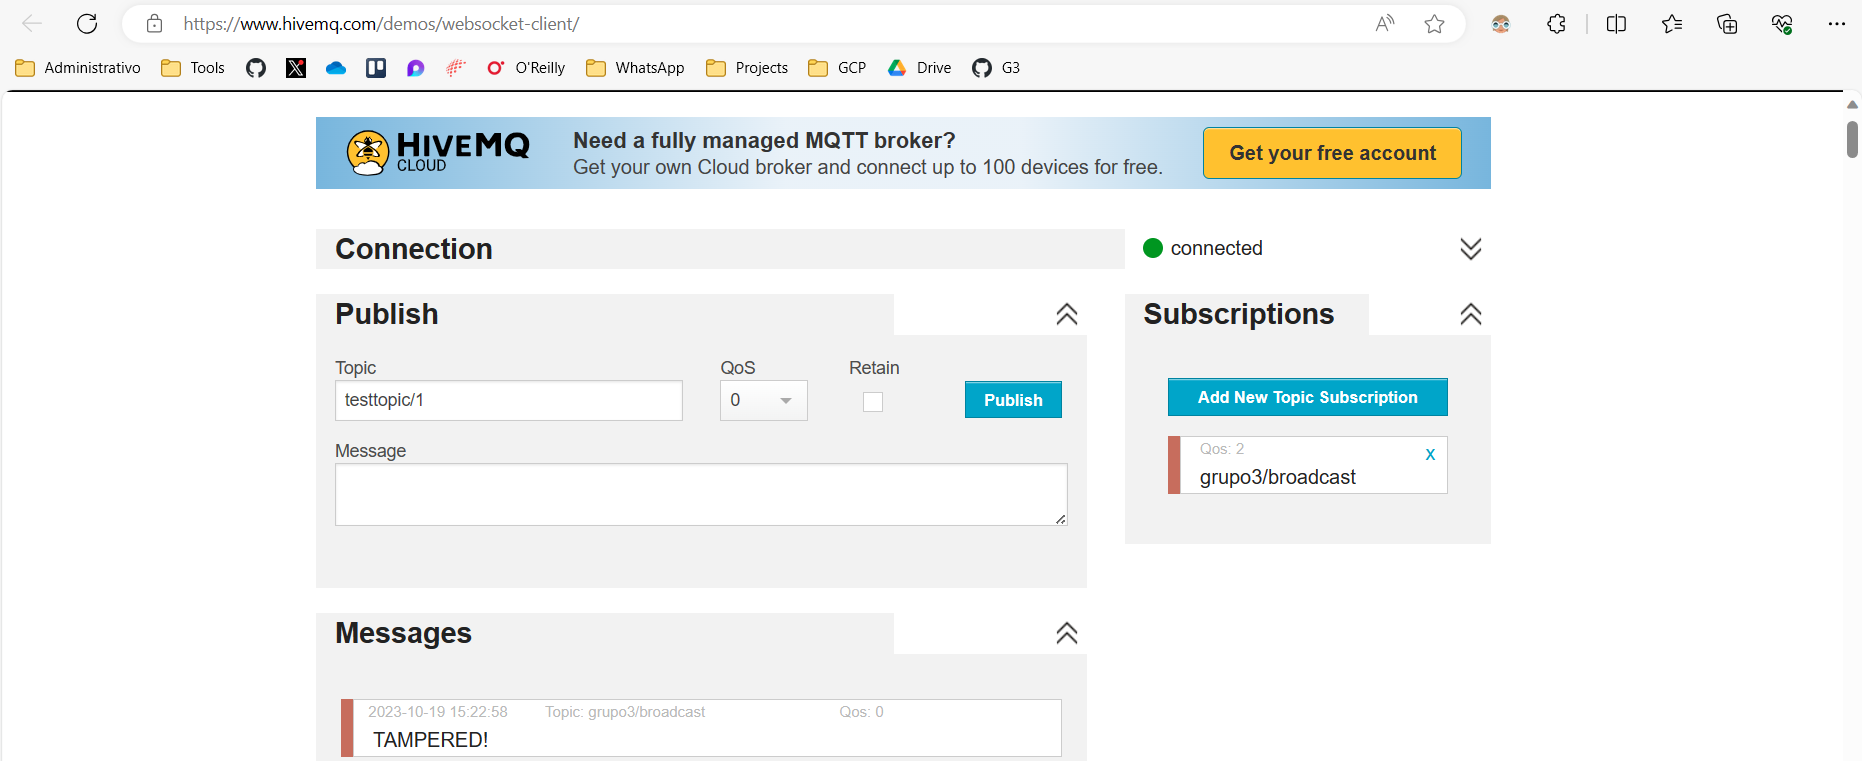 https://www.hivemq.com/demos/websocket-client/
Administrativo Tools O'Reilly WhatsApp Projects GCP Drive G3
HIVEMQ
CLOUD
Need a fully managed MQTT broker?
Get your own Cloud broker and connect up to 100 devices for free.
Get your free account
Connection
connected
Publish
Subscriptions
Topic QoS Retain
testtopic/1 0 Publish
Add New Topic Subscription
Message
Qos: 2
x
grupo3/broadcast
Messages
2023-10-19 15:22:58 Topic: grupo3/broadcast Qos: 0
TAMPERED!